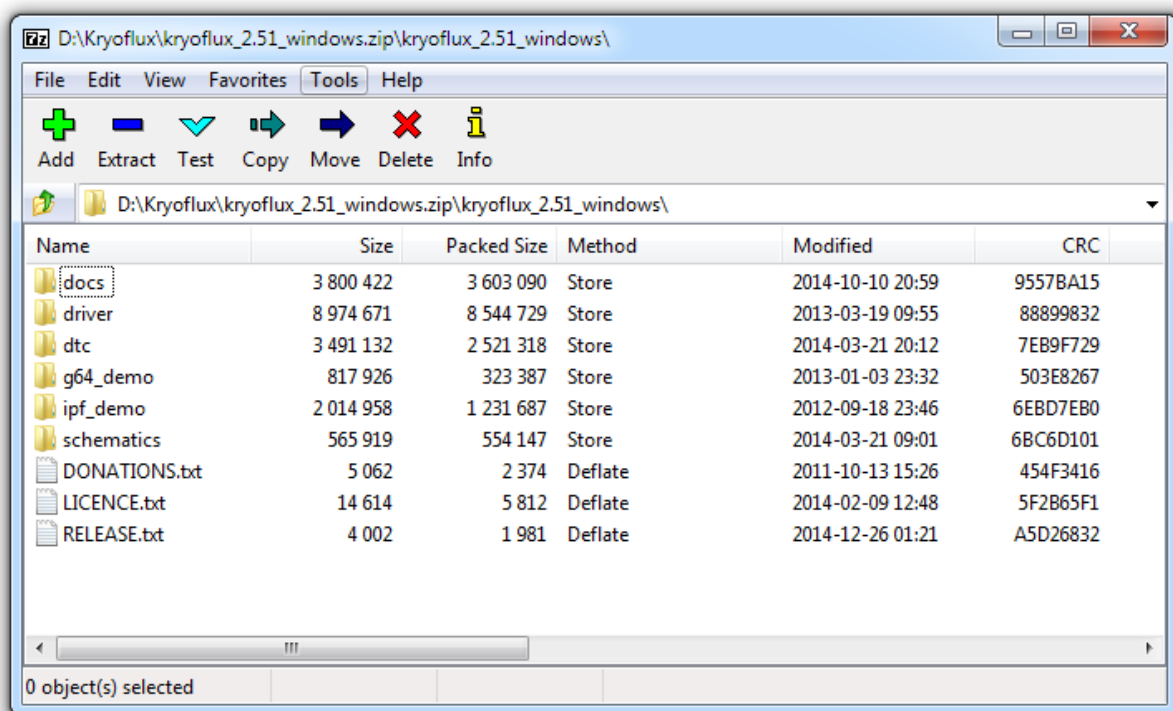 7z D:\Kryoflux\kryoflux_2.51_windows.zip\kryoflux_2.51_windows\
File Edit View Favorites Tools Help
Add Extract Test Copy Move Delete Info
D:\Kryoflux\kryoflux_2.51_windows.zip\kryoflux_2.51_windows\
Name Size Packed Size Method Modified CRC
docs 3 800 422 3 603 090 Store 2014-10-10 20:59 9557BA15
driver 8 974 671 8 544 729 Store 2013-03-19 09:55 88899832
dtc 3 491 132 2 521 318 Store 2014-03-21 20:12 7EB9F729
g64_demo 817 926 323 387 Store 2013-01-03 23:32 503E8267
ipf_demo 2 014 958 1 231 687 Store 2012-09-18 23:46 6EBD7EB0
schematics 565 919 554 147 Store 2014-03-21 09:01 6BC6D101
DONATIONS.txt 5 062 2 374 Deflate 2011-10-13 15:26 454F3416
LICENCE.txt 14 614 5 812 Deflate 2014-02-09 12:48 5F2B65F1
RELEASE.txt 4 002 1 981 Deflate 2014-12-26 01:21 A5D26832
0 object(s) selected